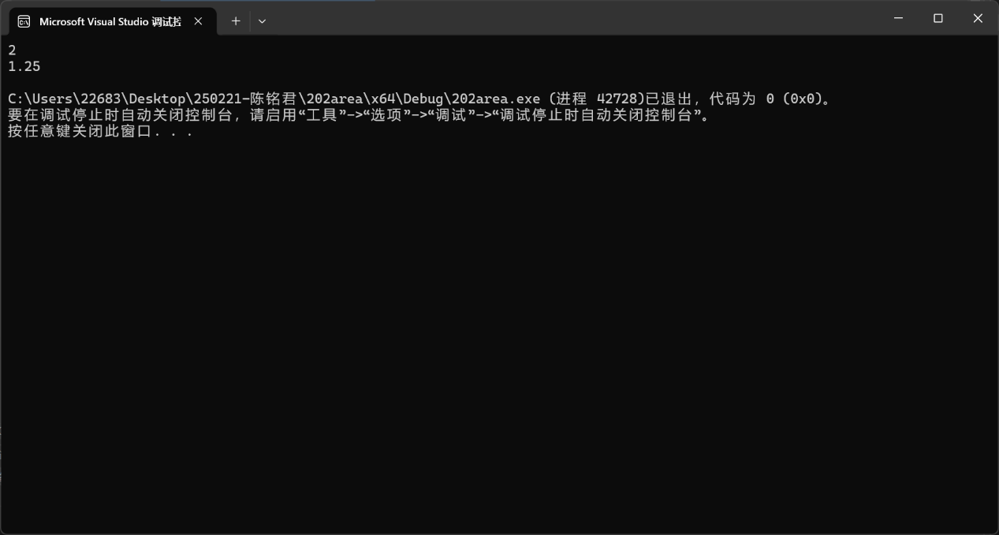 Microsoft Visual Studio 调试控
2
1.25
C:\Users\22683\Desktop\250221-陈铭君\202area\x64\Debug\202area.exe (进程 42728)已退出，代码为 0 (0x0)。
要在调试停止时自动关闭控制台，请启用“工具”->“选项”->“调试”->“调试停止时自动关闭控制台”。
按任意键关闭此窗口. . .